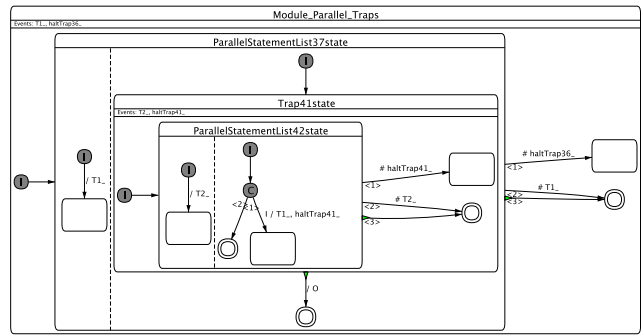 Module_Parallel_Traps
Events: T1_, haltTrap36_
ParallelStatementList37state
I
Trap41state
Events: T2_, haltTrap41_
ParallelStatementList42state
I
I
I
I
I
/ T1_
/ T2_
C
<2>
<1>
I / T1_, haltTrap41_
# haltTrap41_
<1>
# T2_
<2>
<3>
# haltTrap36_
<1>
# T1_
<2>
<3>
/ O